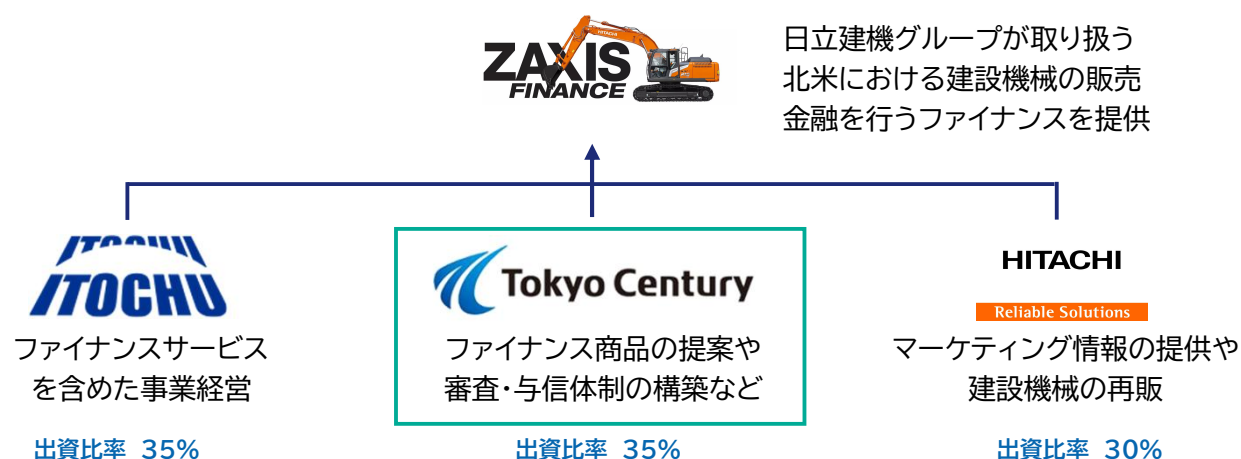 ZAXIS
FINANCE
HITACHI
日立建機グループが取り扱う
北米における建設機械の販売
金融を行うファイナンスを提供
ITOCHU
ITOCHU
ファイナンスサービス
を含めた事業経営
出資比率 35%
Tokyo Century
ファイナンス商品の提案や
審査・与信体制の構築など
出資比率 35%
HITACHI
Reliable Solutions
マーケティング情報の提供や
建設機械の再販
出資比率 30%